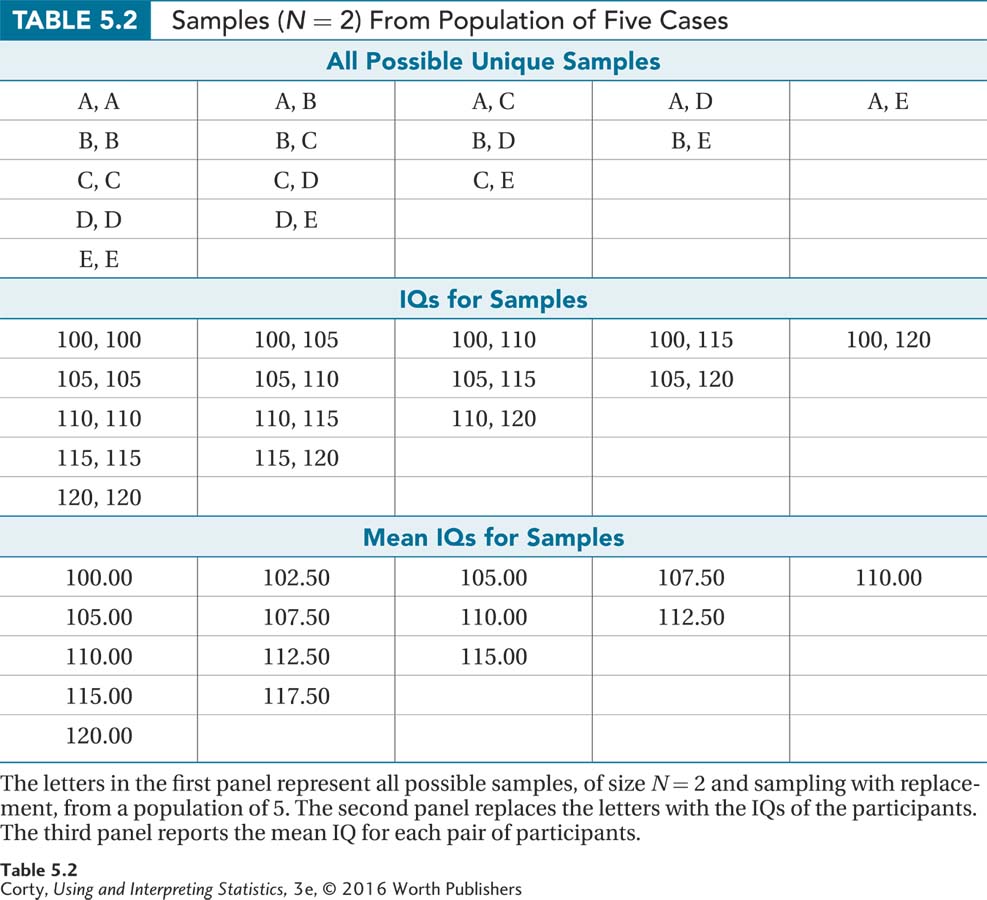 TABLE 5.2 Samples (N = 2) From Population of Five Cases
All Possible Unique Samples
A, A A, B A, C A, D A, E
B, B B, C B, D B, E
C, C C, D C, E
D, D D, E
E, E
IQs for Samples
100, 100 100, 105 100, 110 100, 115 100, 120
105, 105 105, 110 105, 115 105, 120
110, 110 110, 115 110, 120
115, 115 115, 120
120, 120
Mean IQs for Samples
100.00 102.50 105.00 107.50 110.00
105.00 107.50 110.00 112.50
110.00 112.50 115.00
115.00 117.50
120.00
The letters in the first panel represent all possible samples, of size N = 2 and sampling with replace-
ment, from a population of 5. The second panel replaces the letters with the IQs of the participants.
The third panel reports the mean IQ for each pair of participants.
Table 5.2
Corty, Using and Interpreting Statistics, 3e, © 2016 Worth Publishers